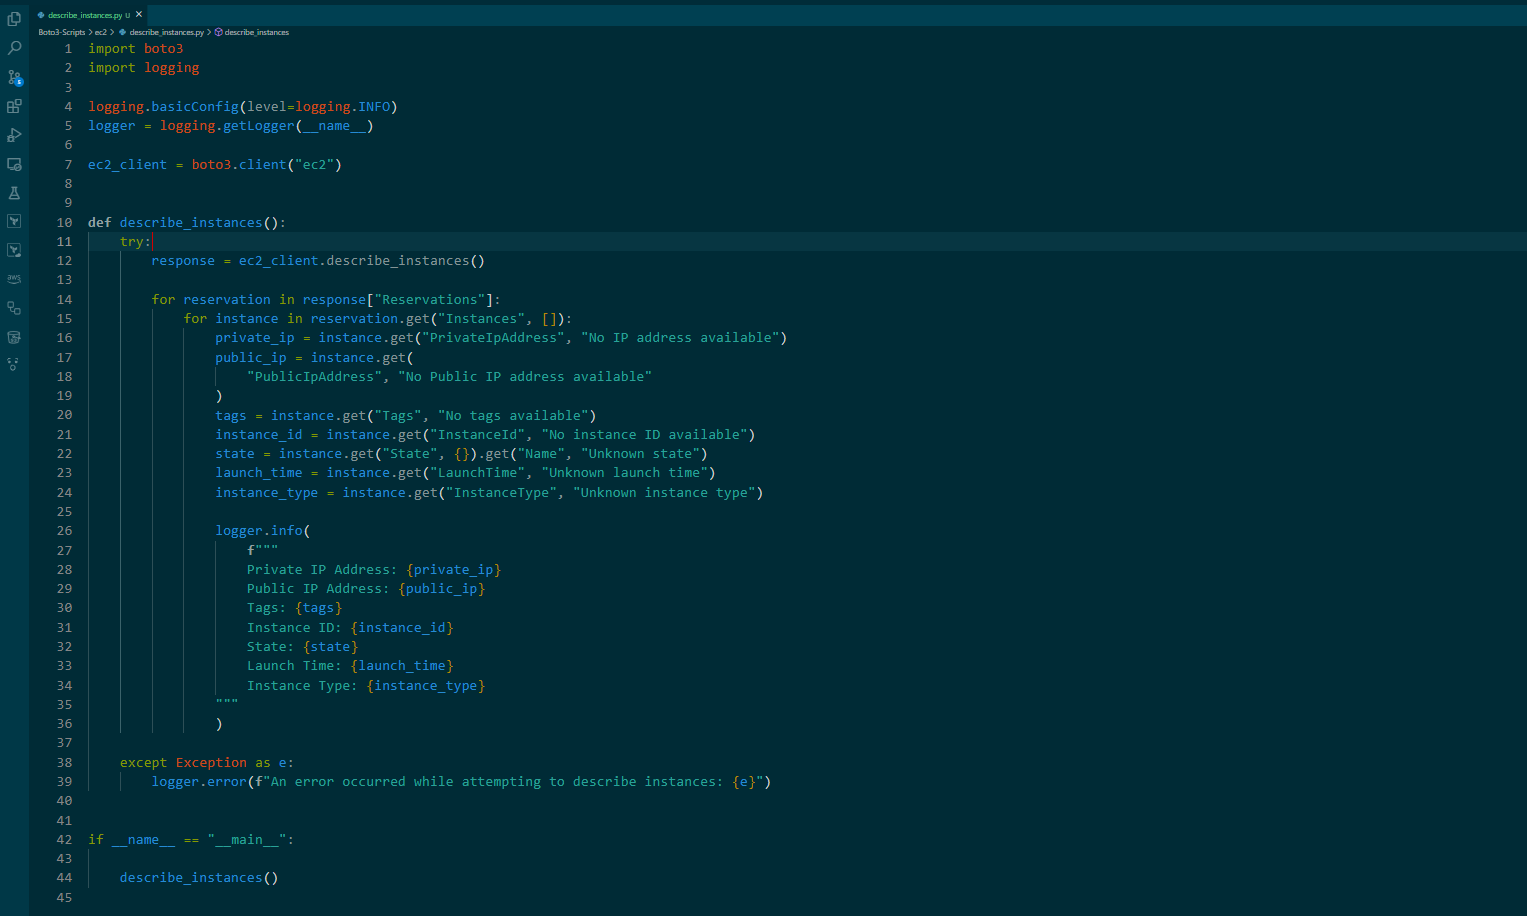 describe_instances.py U ×
Boto3-Scripts > ec2 > describe_instances.py > describe_instances
1 import boto3
2 import logging
3
4 logging.basicConfig(level=logging.INFO)
5 logger = logging.getLogger(__name__)
6
7 ec2_client = boto3.client("ec2")
8
9
10 def describe_instances():
11     try:
12         response = ec2_client.describe_instances()
13
14         for reservation in response["Reservations"]:
15             for instance in reservation.get("Instances", []):
16                 private_ip = instance.get("PrivateIpAddress", "No IP address available")
17                 public_ip = instance.get(
18                     "PublicIpAddress", "No Public IP address available"
19                 )
20                 tags = instance.get("Tags", "No tags available")
21                 instance_id = instance.get("InstanceId", "No instance ID available")
22                 state = instance.get("State", {}).get("Name", "Unknown state")
23                 launch_time = instance.get("LaunchTime", "Unknown launch time")
24                 instance_type = instance.get("InstanceType", "Unknown instance type")
25
26                 logger.info(
27                     f"""
28                     Private IP Address: {private_ip}
29                     Public IP Address: {public_ip}
30                     Tags: {tags}
31                     Instance ID: {instance_id}
32                     State: {state}
33                     Launch Time: {launch_time}
34                     Instance Type: {instance_type}
35                 """
36                 )
37
38     except Exception as e:
39         logger.error(f"An error occurred while attempting to describe instances: {e}")
40
41
42 if __name__ == "__main__":
43
44     describe_instances()
45
aws